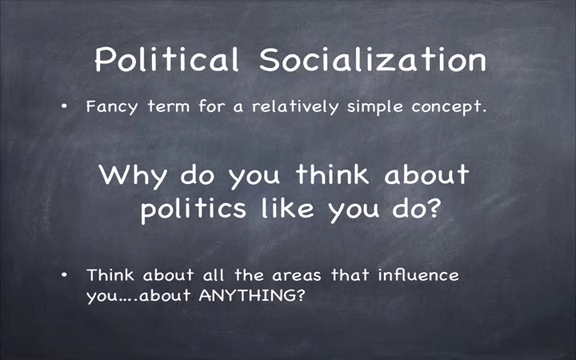 Political Socialization
• Fancy term for a relatively simple concept.
Why do you think about
politics like you do?
• Think about all the areas that influence
you....about ANYTHING?